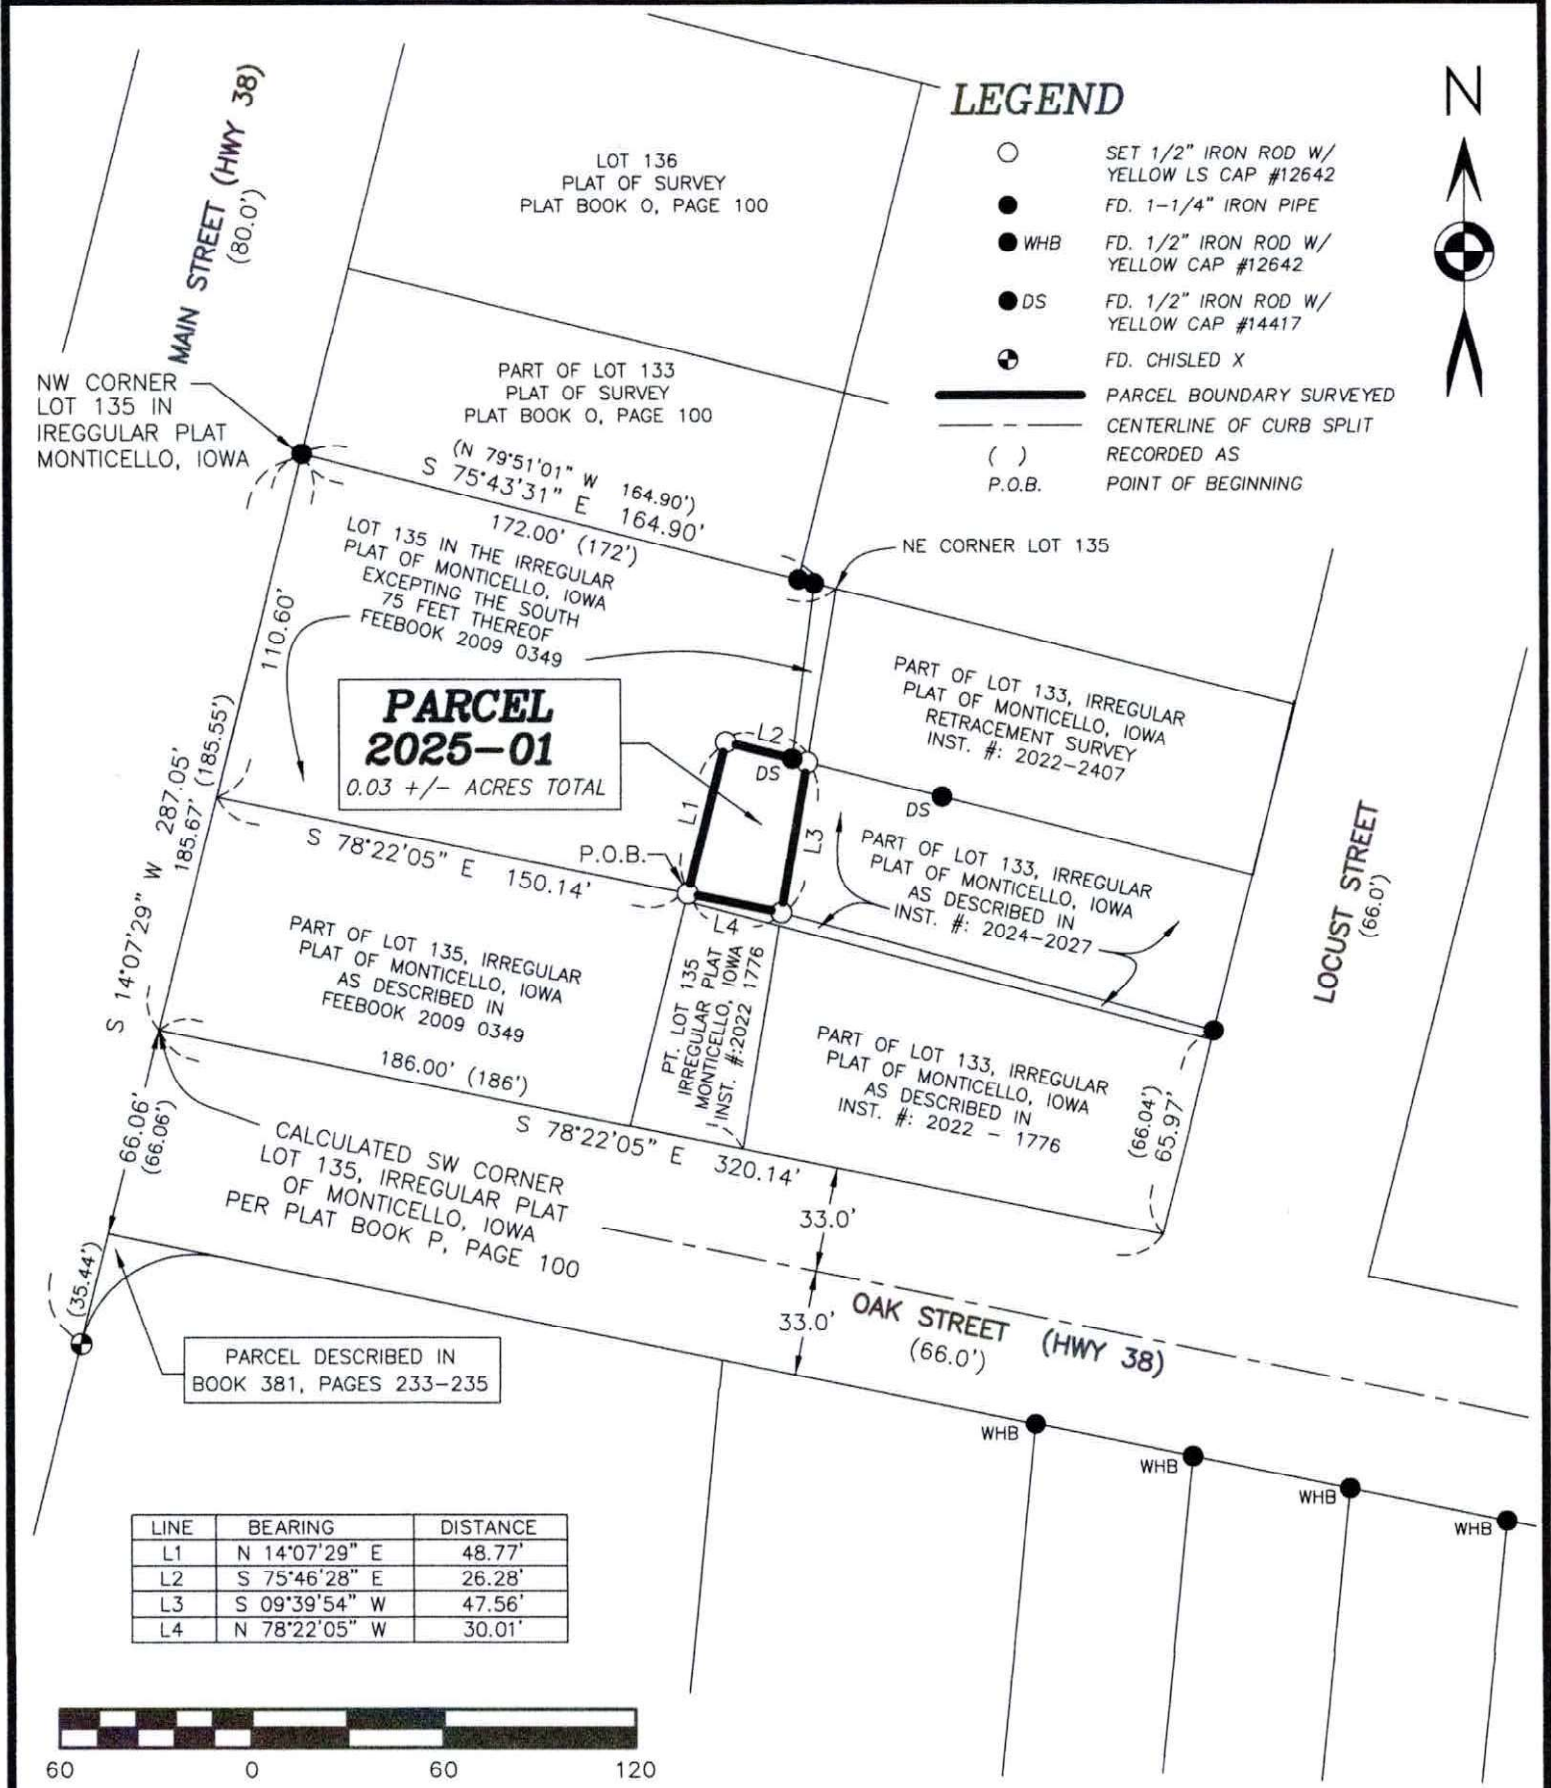 LEGEND
N
SET 1/2" IRON ROD W/
YELLOW LS CAP #12642
FD. 1-1/4" IRON PIPE
WHB FD. 1/2" IRON ROD W/
YELLOW CAP #12642
DS FD. 1/2" IRON ROD W/
YELLOW CAP #14417
FD. CHISLED X
PARCEL BOUNDARY SURVEYED
CENTERLINE OF CURB SPLIT
( ) RECORDED AS
P.O.B. POINT OF BEGINNING
MAIN STREET (HWY 38)
(80.0')
LOT 136
PLAT OF SURVEY
PLAT BOOK O, PAGE 100
PART OF LOT 133
PLAT OF SURVEY
PLAT BOOK O, PAGE 100
NW CORNER
LOT 135 IN
IREGGULAR PLAT
MONTICELLO, IOWA
(N 79°51'01" W 164.90')
S 75°43'31" E 164.90'
172.00' (172')
NE CORNER LOT 135
LOT 135 IN THE IRREGULAR
PLAT OF MONTICELLO, IOWA
EXCEPTING THE SOUTH
75 FEET THEREOF
FEEBOOK 2009 0349
110.60'
PARCEL
2025-01
0.03 +/- ACRES TOTAL
L2
DS
L1
L3
L4
P.O.B.
DS
PART OF LOT 133, IRREGULAR
PLAT OF MONTICELLO, IOWA
RETRACEMENT SURVEY
INST. #: 2022-2407
PART OF LOT 133, IRREGULAR
PLAT OF MONTICELLO, IOWA
AS DESCRIBED IN
INST. #: 2024-2027
LOCUST STREET
(66.0')
S 14°07'29" W 287.05'
185.67' (185.55')
S 78°22'05" E 150.14'
PART OF LOT 135, IRREGULAR
PLAT OF MONTICELLO, IOWA
AS DESCRIBED IN
FEEBOOK 2009 0349
PT. LOT 135
IRREGULAR PLAT
MONTICELLO, IOWA
INST. #:2022 1776
PART OF LOT 133, IRREGULAR
PLAT OF MONTICELLO, IOWA
AS DESCRIBED IN
INST. #: 2022 - 1776
(66.04')
65.97'
186.00' (186')
S 78°22'05" E 320.14'
66.06'
(66.06')
CALCULATED SW CORNER
LOT 135, IRREGULAR PLAT
OF MONTICELLO, IOWA
PER PLAT BOOK P, PAGE 100
33.0'
33.0'
OAK STREET (HWY 38)
(66.0')
(35.44')
PARCEL DESCRIBED IN
BOOK 381, PAGES 233-235
WHB
WHB
WHB
WHB
LINE BEARING DISTANCE
L1 N 14°07'29" E 48.77'
L2 S 75°46'28" E 26.28'
L3 S 09°39'54" W 47.56'
L4 N 78°22'05" W 30.01'
60 0 60 120